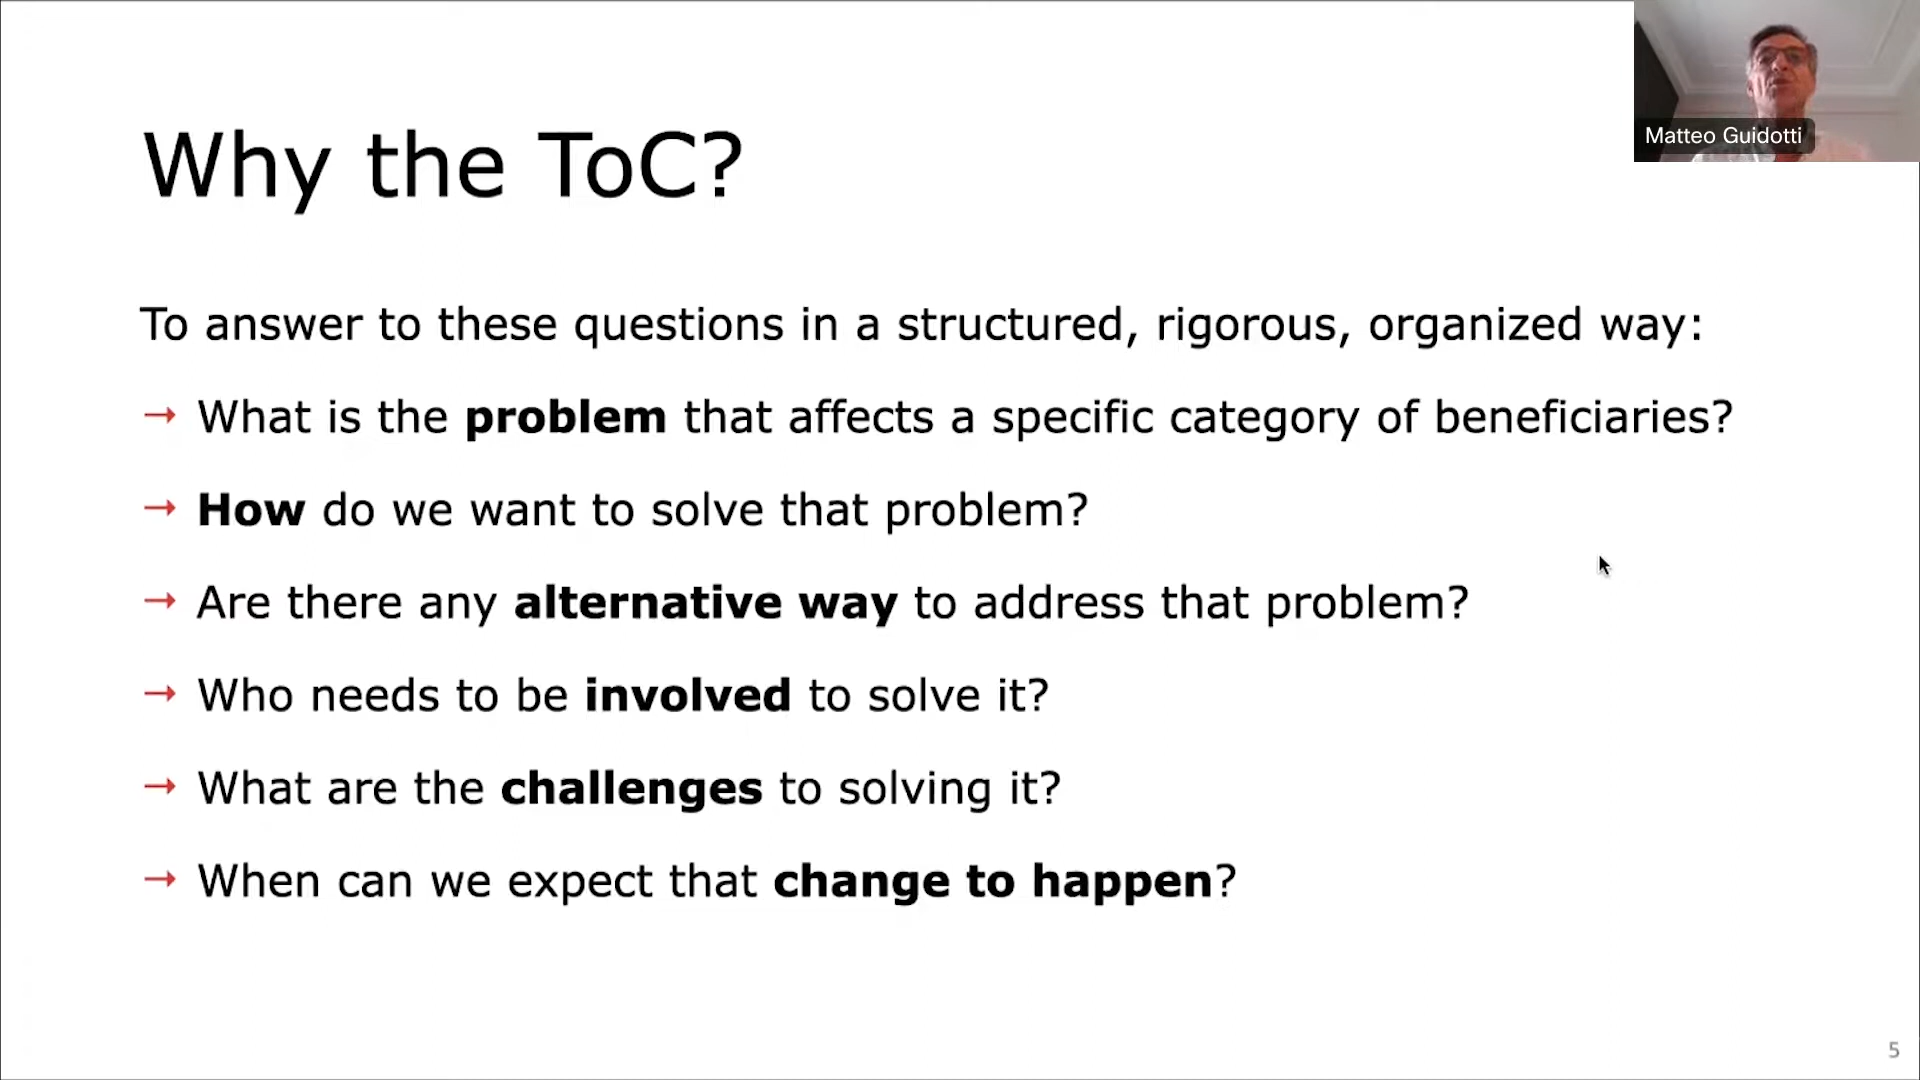 Matteo Guidotti
Why the ToC?
To answer to these questions in a structured, rigorous, organized way:
→ What is the problem that affects a specific category of beneficiaries?
→ How do we want to solve that problem?
→ Are there any alternative way to address that problem?
→ Who needs to be involved to solve it?
→ What are the challenges to solving it?
→ When can we expect that change to happen?
5